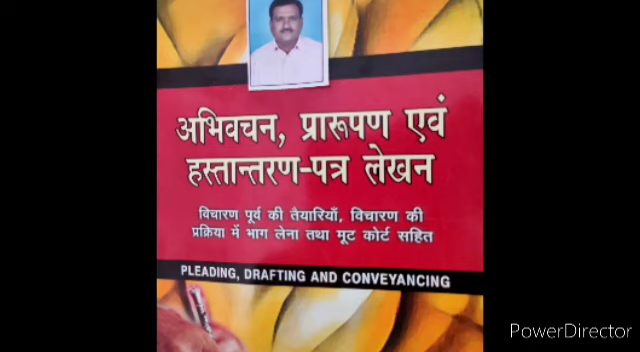 अभिवचन, प्रारूपण एवं
हस्तान्तरण-पत्र लेखन
विचारण पूर्व की तैयारियाँ, विचारण की
प्रक्रिया में भाग लेना तथा मूट कोर्ट सहित
PLEADING, DRAFTING AND CONVEYANCING
PowerDirector